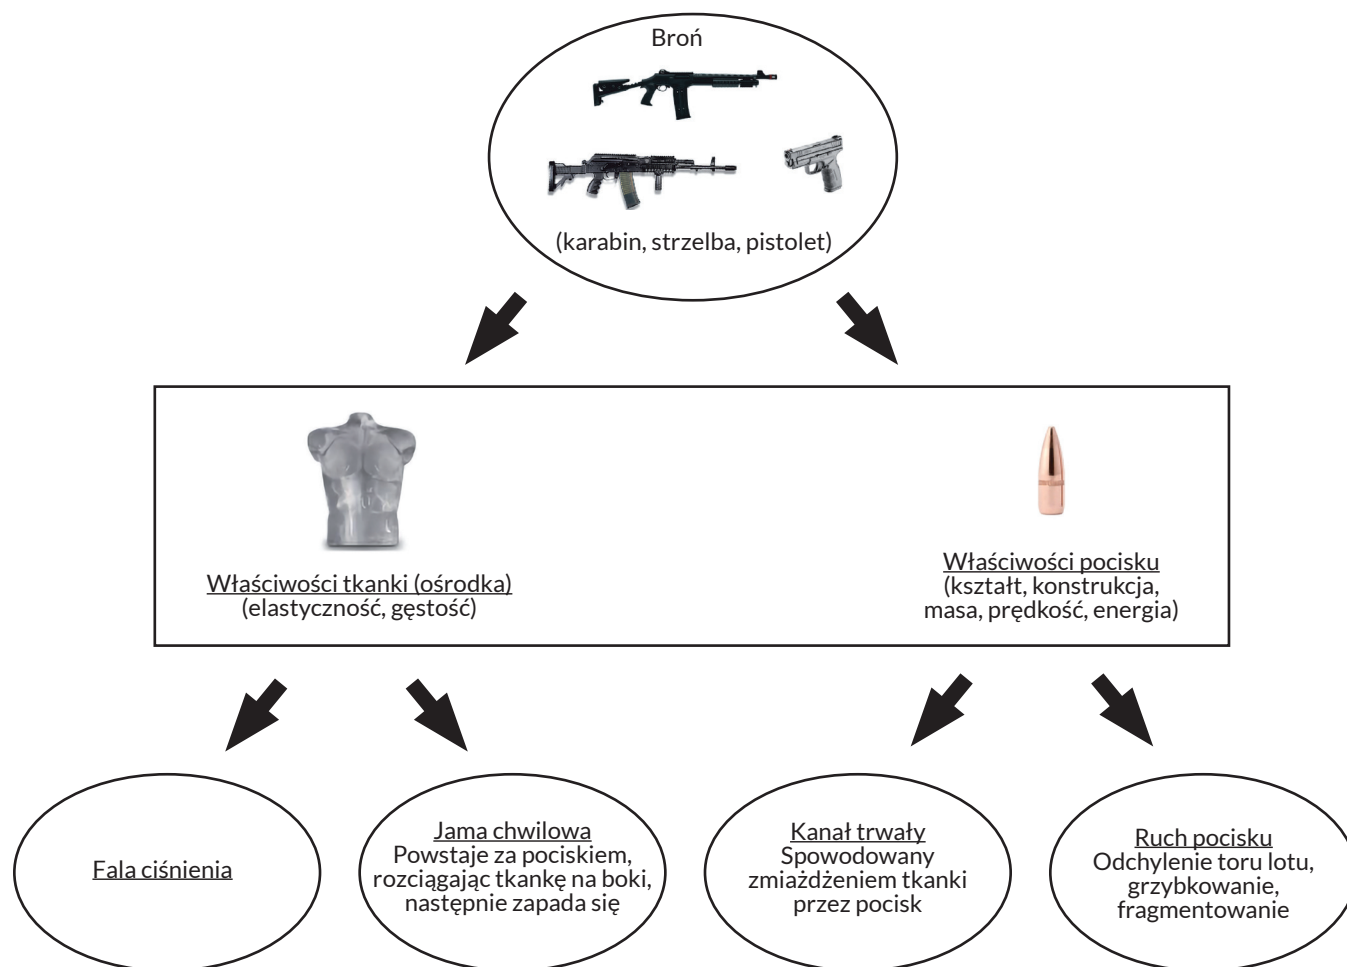 Broń
(karabin, strzelba, pistolet)
Właściwości tkanki (ośrodka)
(elastyczność, gęstość)
Właściwości pocisku
(kształt, konstrukcja,
masa, prędkość, energia)
Fala ciśnienia
Jama chwilowa
Powstaje za pociskiem,
rozciągając tkankę na boki,
następnie zapada się
Kanał trwały
Spowodowany
zmiażdżeniem tkanki
przez pocisk
Ruch pocisku
Odchylenie toru lotu,
grzybkowanie,
fragmentowanie